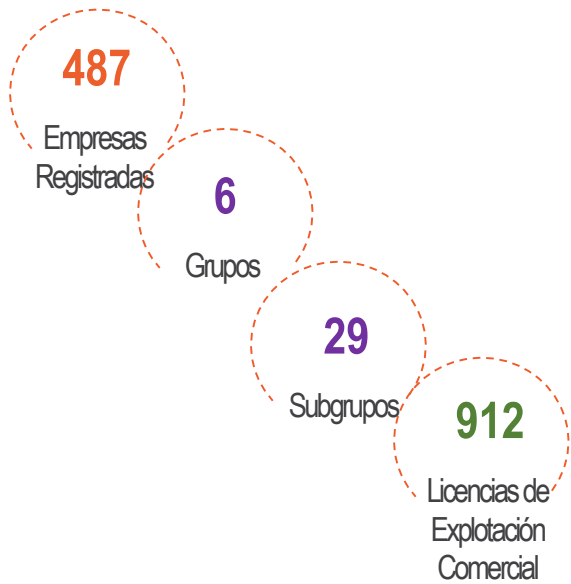 487
Empresas
Registradas
6
Grupos
29
Subgrupos
912
Licencias de
Explotación
Comercial